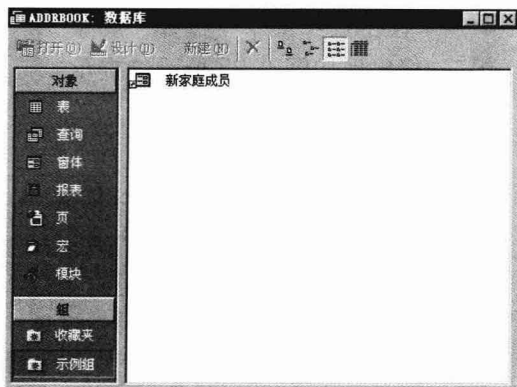 ADDRBOOK: 数据库
打开(O) 设计(D) 新建(N)
对象
表
查询
窗体
报表
页
宏
模块
组
收藏夹
示例组
新家庭成员